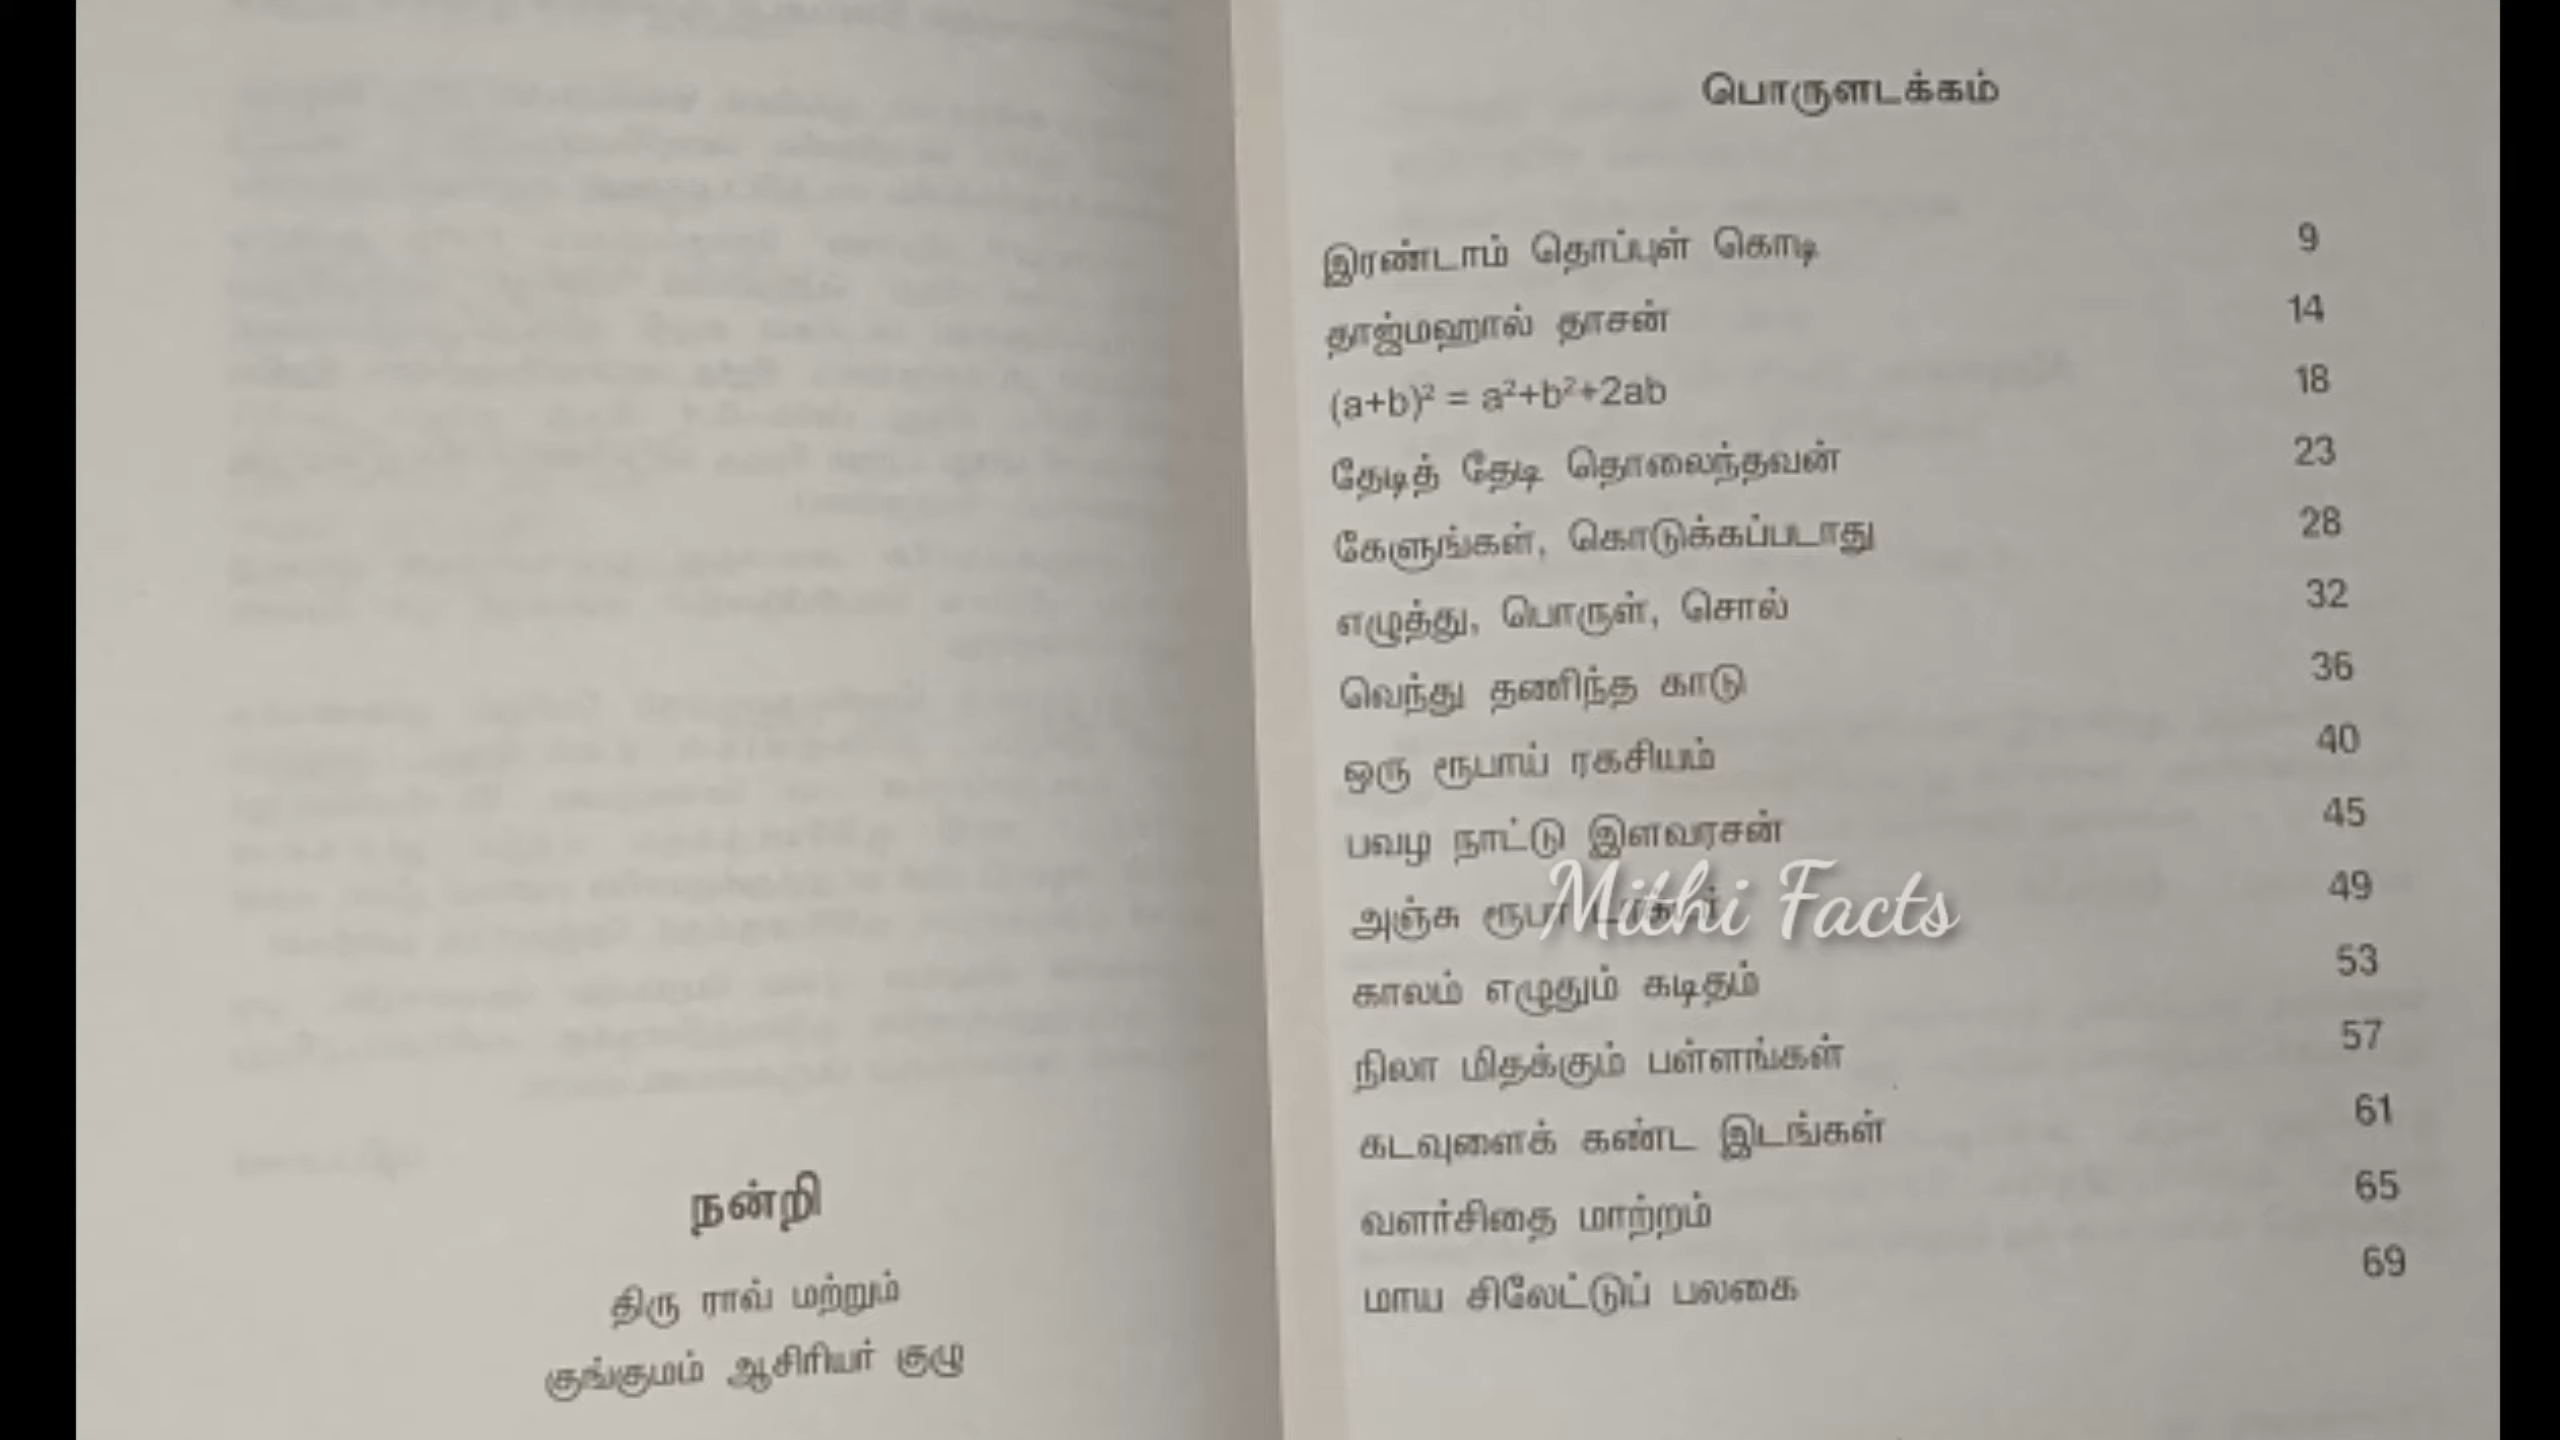 நன்றி
திரு ராவ் மற்றும்
குங்குமம் ஆசிரியர் குழு
பொருளடக்கம்
இரண்டாம் தொப்புள் கொடி 9
தாஜ்மஹால் தாசன் 14
(a+b)² = a²+b²+2ab 18
தேடித் தேடி தொலைந்தவன் 23
கேளுங்கள், கொடுக்கப்படாது 28
எழுத்து, பொருள், சொல் 32
வெந்து தணிந்த காடு 36
ஒரு ரூபாய் ரகசியம் 40
பவழ நாட்டு இளவரசன் 45
அஞ்சு ரூபா 49
Mithi Facts
காலம் எழுதும் கடிதம் 53
நிலா மிதக்கும் பள்ளங்கள் 57
கடவுளைக் கண்ட இடங்கள் 61
வளர்சிதை மாற்றம் 65
மாய சிலேட்டுப் பலகை 69